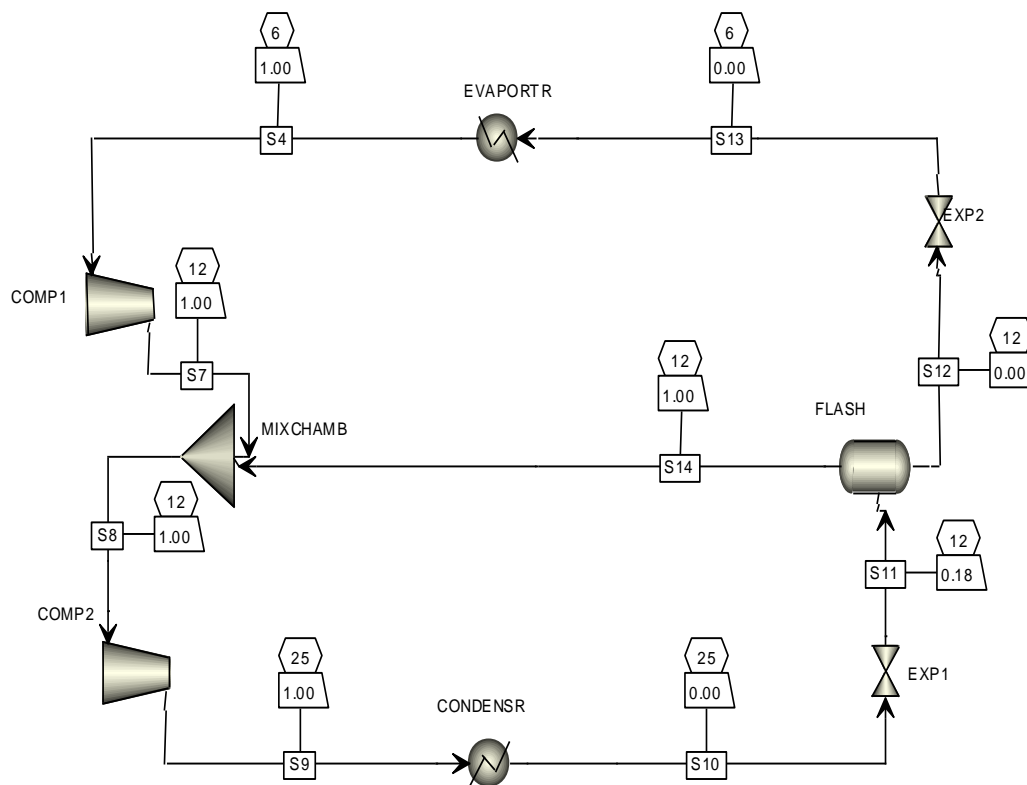 6
1.00
6
0.00
EVAPORTR
S4
S13
EXP2
12
1.00
COMP1
S7
12
1.00
12
0.00
S12
FLASH
MIXCHAMB
S14
12
1.00
S8
12
0.18
S11
COMP2
25
1.00
25
0.00
EXP1
CONDENSR
S9
S10